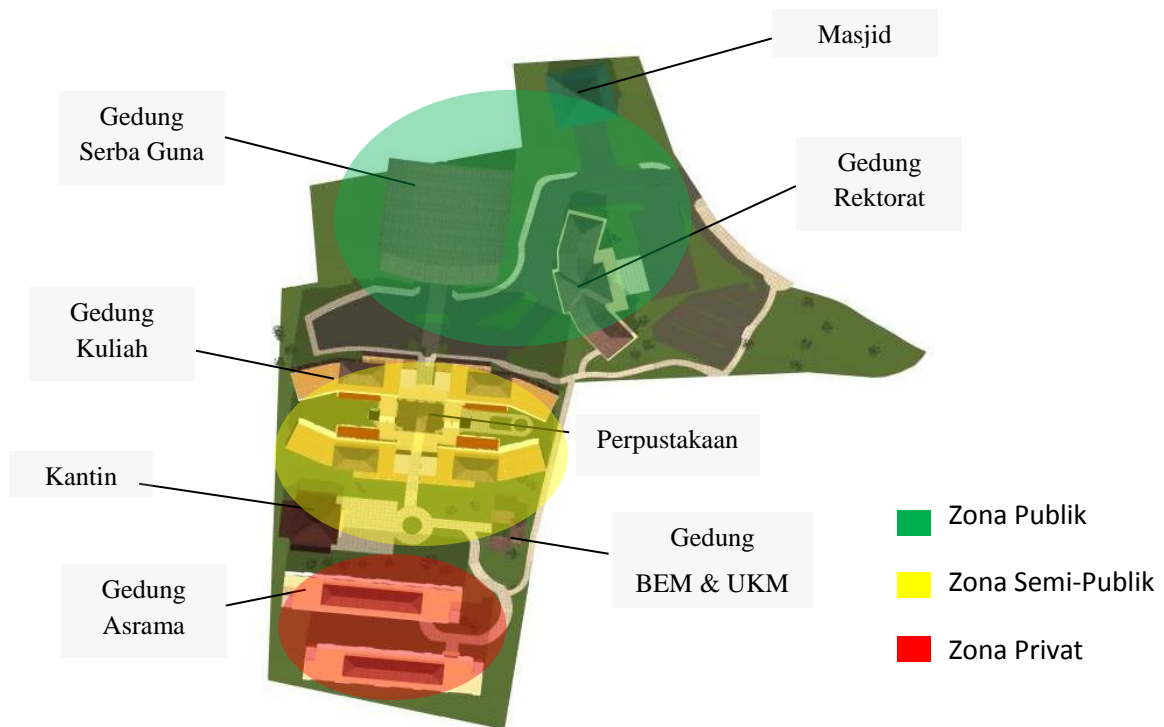 Masjid
Gedung
Serba Guna
Gedung
Rektorat
Gedung
Kuliah
Perpustakaan
Kantin
Gedung
BEM & UKM
Gedung
Asrama
Zona Publik
Zona Semi-Publik
Zona Privat